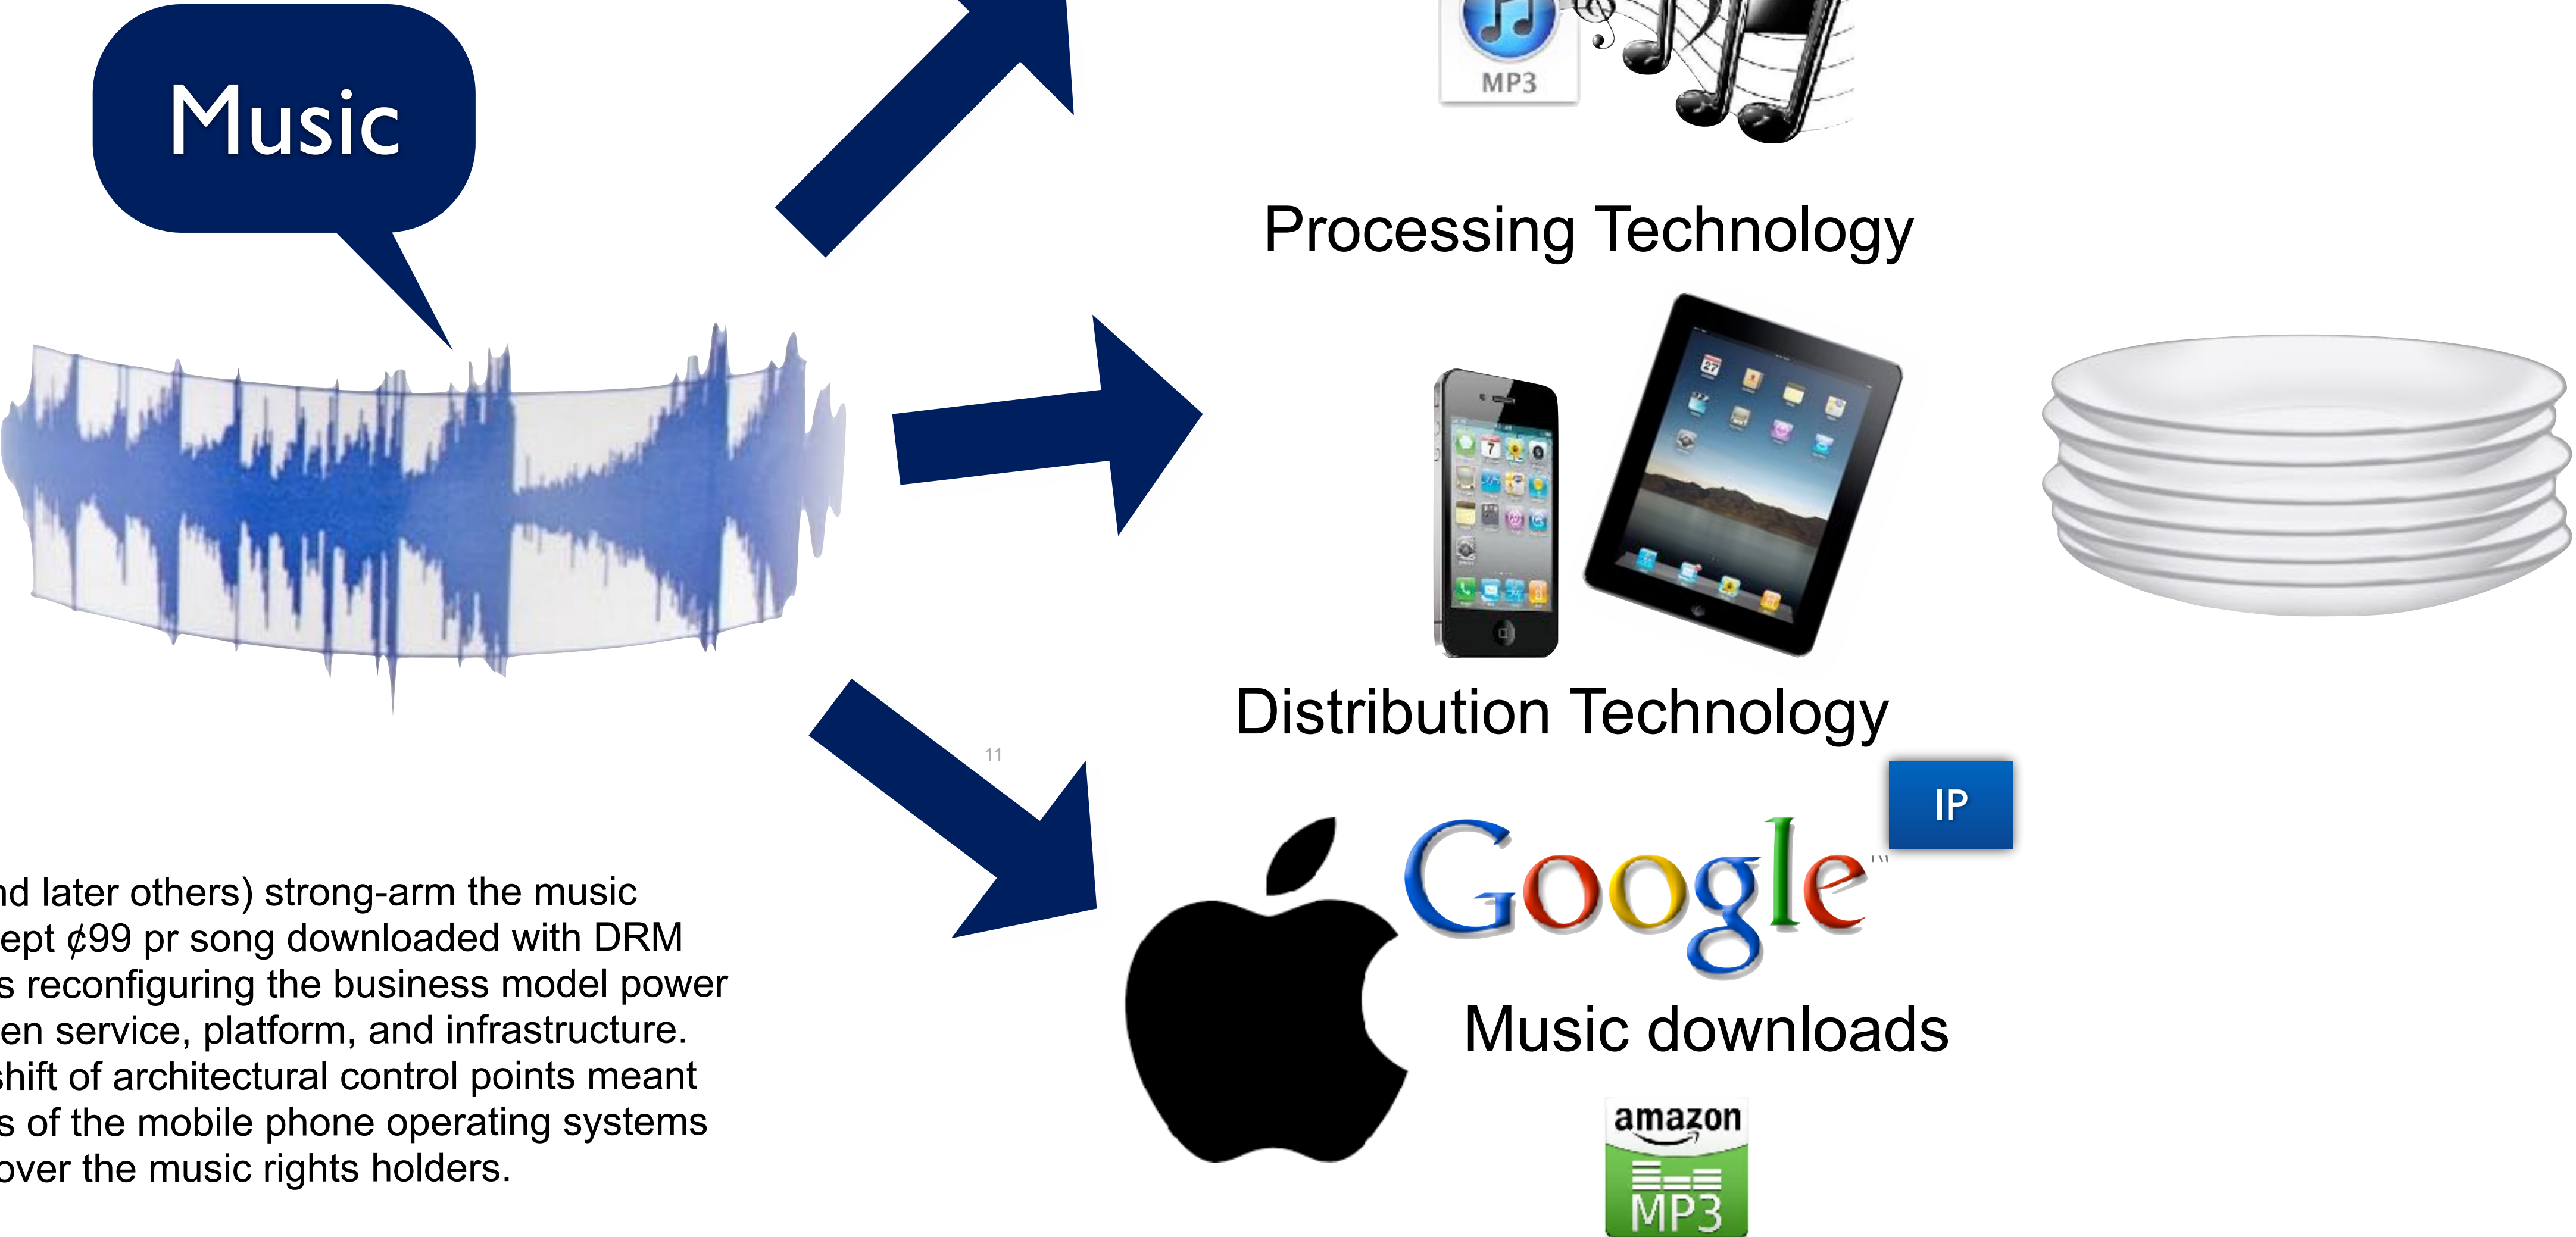 Music
MP3
Processing Technology
Distribution Technology
11
IP
Google
nd later others) strong-arm the music
ept ¢99 pr song downloaded with DRM
s reconfiguring the business model power
en service, platform, and infrastructure.
shift of architectural control points meant
s of the mobile phone operating systems
over the music rights holders.
Music downloads
amazon
MP3